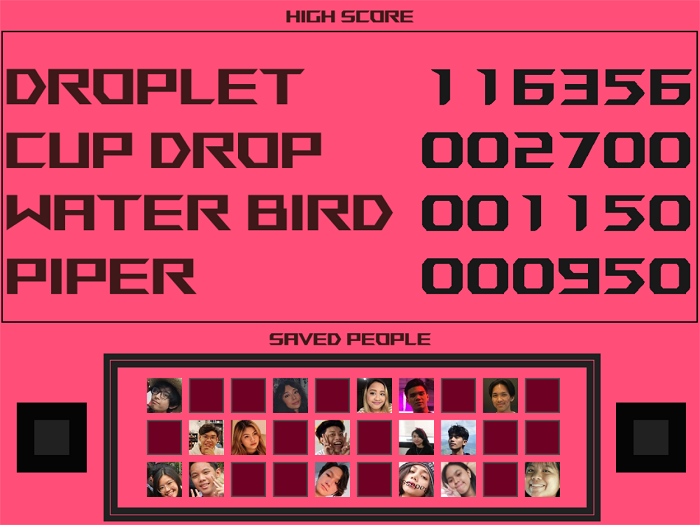 HIGH SCORE
DROPLET 116356
CUP DROP 002700
WATER BIRD 001150
PIPER 000950
SAVED PEOPLE